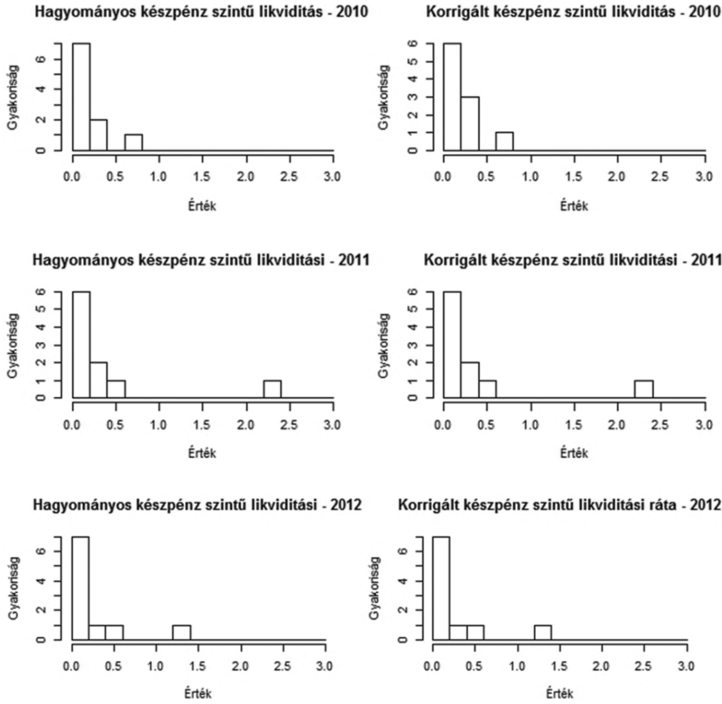 Hagyományos készpénz szintű likviditás - 2010
Gyakoriság
0 2 4 6
0.0 0.5 1.0 1.5 2.0 2.5 3.0
Érték
Korrigált készpénz szintű likviditás - 2010
Gyakoriság
0 1 2 3 4 5 6
0.0 0.5 1.0 1.5 2.0 2.5 3.0
Érték
Hagyományos készpénz szintű likviditási - 2011
Gyakoriság
0 1 2 3 4 5 6
0.0 0.5 1.0 1.5 2.0 2.5 3.0
Érték
Korrigált készpénz szintű likviditási - 2011
Gyakoriság
0 1 2 3 4 5 6
0.0 0.5 1.0 1.5 2.0 2.5 3.0
Érték
Hagyományos készpénz szintű likviditási - 2012
Gyakoriság
0 2 4 6
0.0 0.5 1.0 1.5 2.0 2.5 3.0
Érték
Korrigált készpénz szintű likviditási ráta - 2012
Gyakoriság
0 2 4 6
0.0 0.5 1.0 1.5 2.0 2.5 3.0
Érték